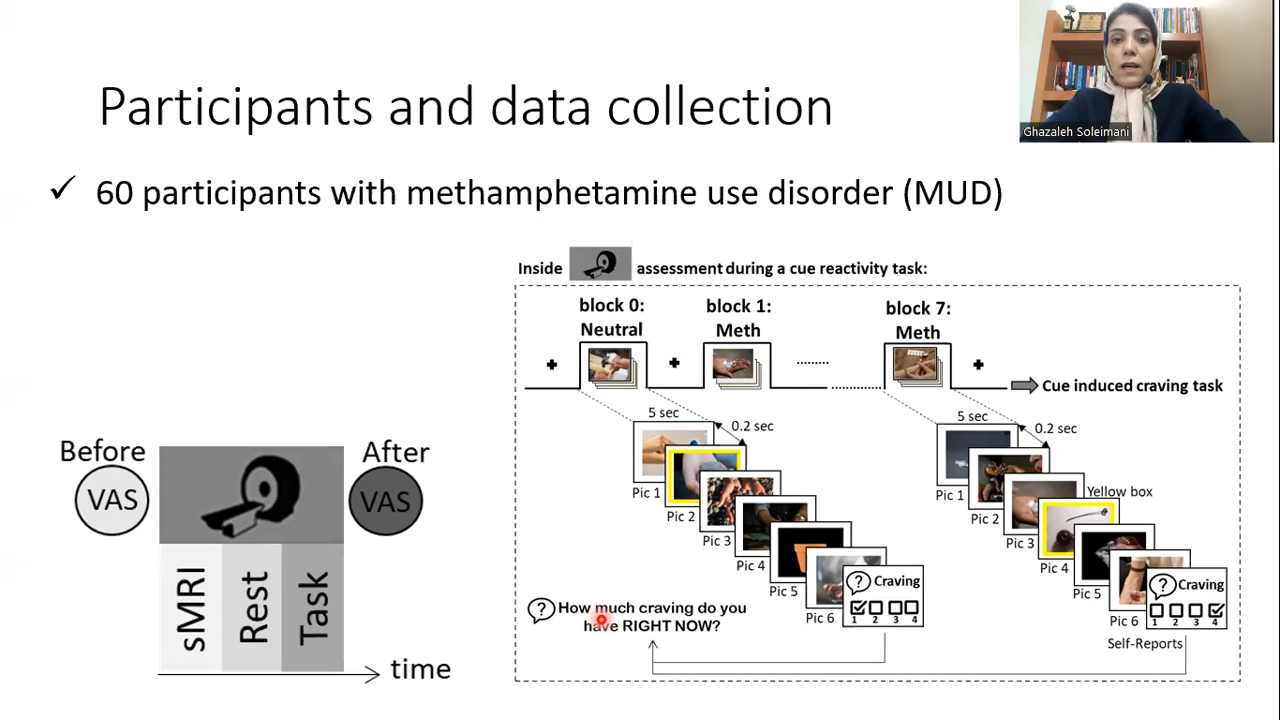 Ghazaleh Soleimani
Participants and data collection
✓ 60 participants with methamphetamine use disorder (MUD)
Before
VAS
After
VAS
sMRI
Rest
Task
time
Inside assessment during a cue reactivity task:
block 0:
Neutral
block 1:
Meth
block 7:
Meth
+
+
........
............
+
Cue induced craving task
5 sec
0.2 sec
Pic 1
Pic 2
Pic 3
Pic 4
Pic 5
Pic 6
? Craving
1 2 3 4
5 sec
0.2 sec
Pic 1
Pic 2
Pic 3
Yellow box
Pic 4
Pic 5
Pic 6
? Craving
1 2 3 4
Self-Reports
? How much craving do you
have RIGHT NOW?